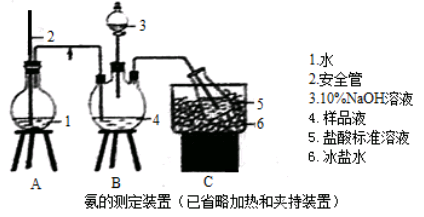 2
3
1
4
5
6
A
B
C
1.水
2.安全管
3.10%NaOH溶液
4. 样品液
5. 盐酸标准溶液
6. 冰盐水
氨的测定装置（已省略加热和夹持装置）